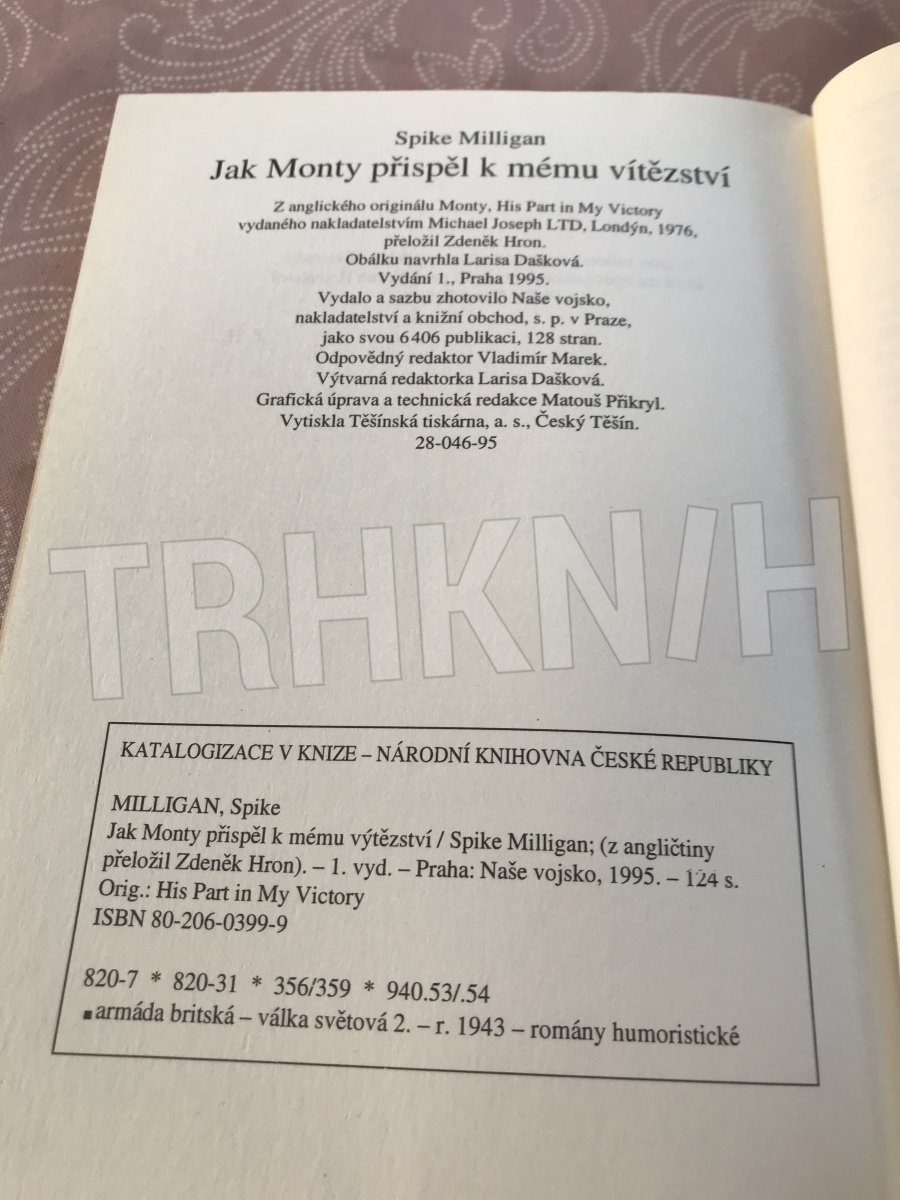 Spike Milligan
Jak Monty přispěl k mému vítězství
Z anglického originálu Monty, His Part in My Victory
vydaného nakladatelstvím Michael Joseph LTD, Londýn, 1976,
přeložil Zdeněk Hron.
Obálku navrhla Larisa Dašková.
Vydání 1., Praha 1995.
Vydalo a sazbu zhotovilo Naše vojsko,
nakladatelství a knižní obchod, s. p. v Praze,
jako svou 6406 publikaci, 128 stran.
Odpovědný redaktor Vladimír Marek.
Výtvarná redaktorka Larisa Dašková.
Grafická úprava a technická redakce Matouš Přikryl.
Vytiskla Těšínská tiskárna, a. s., Český Těšín.
28-046-95
TRHKN/H
KATALOGIZACE V KNIZE – NÁRODNÍ KNIHOVNA ČESKÉ REPUBLIKY
MILLIGAN, Spike
Jak Monty přispěl k mému výtězství / Spike Milligan; (z angličtiny
přeložil Zdeněk Hron). – 1. vyd. – Praha: Naše vojsko, 1995. – 124 s.
Orig.: His Part in My Victory
ISBN 80-206-0399-9
820-7 * 820-31 * 356/359 * 940.53/.54
■armáda britská – válka světová 2. – r. 1943 – romány humoristické